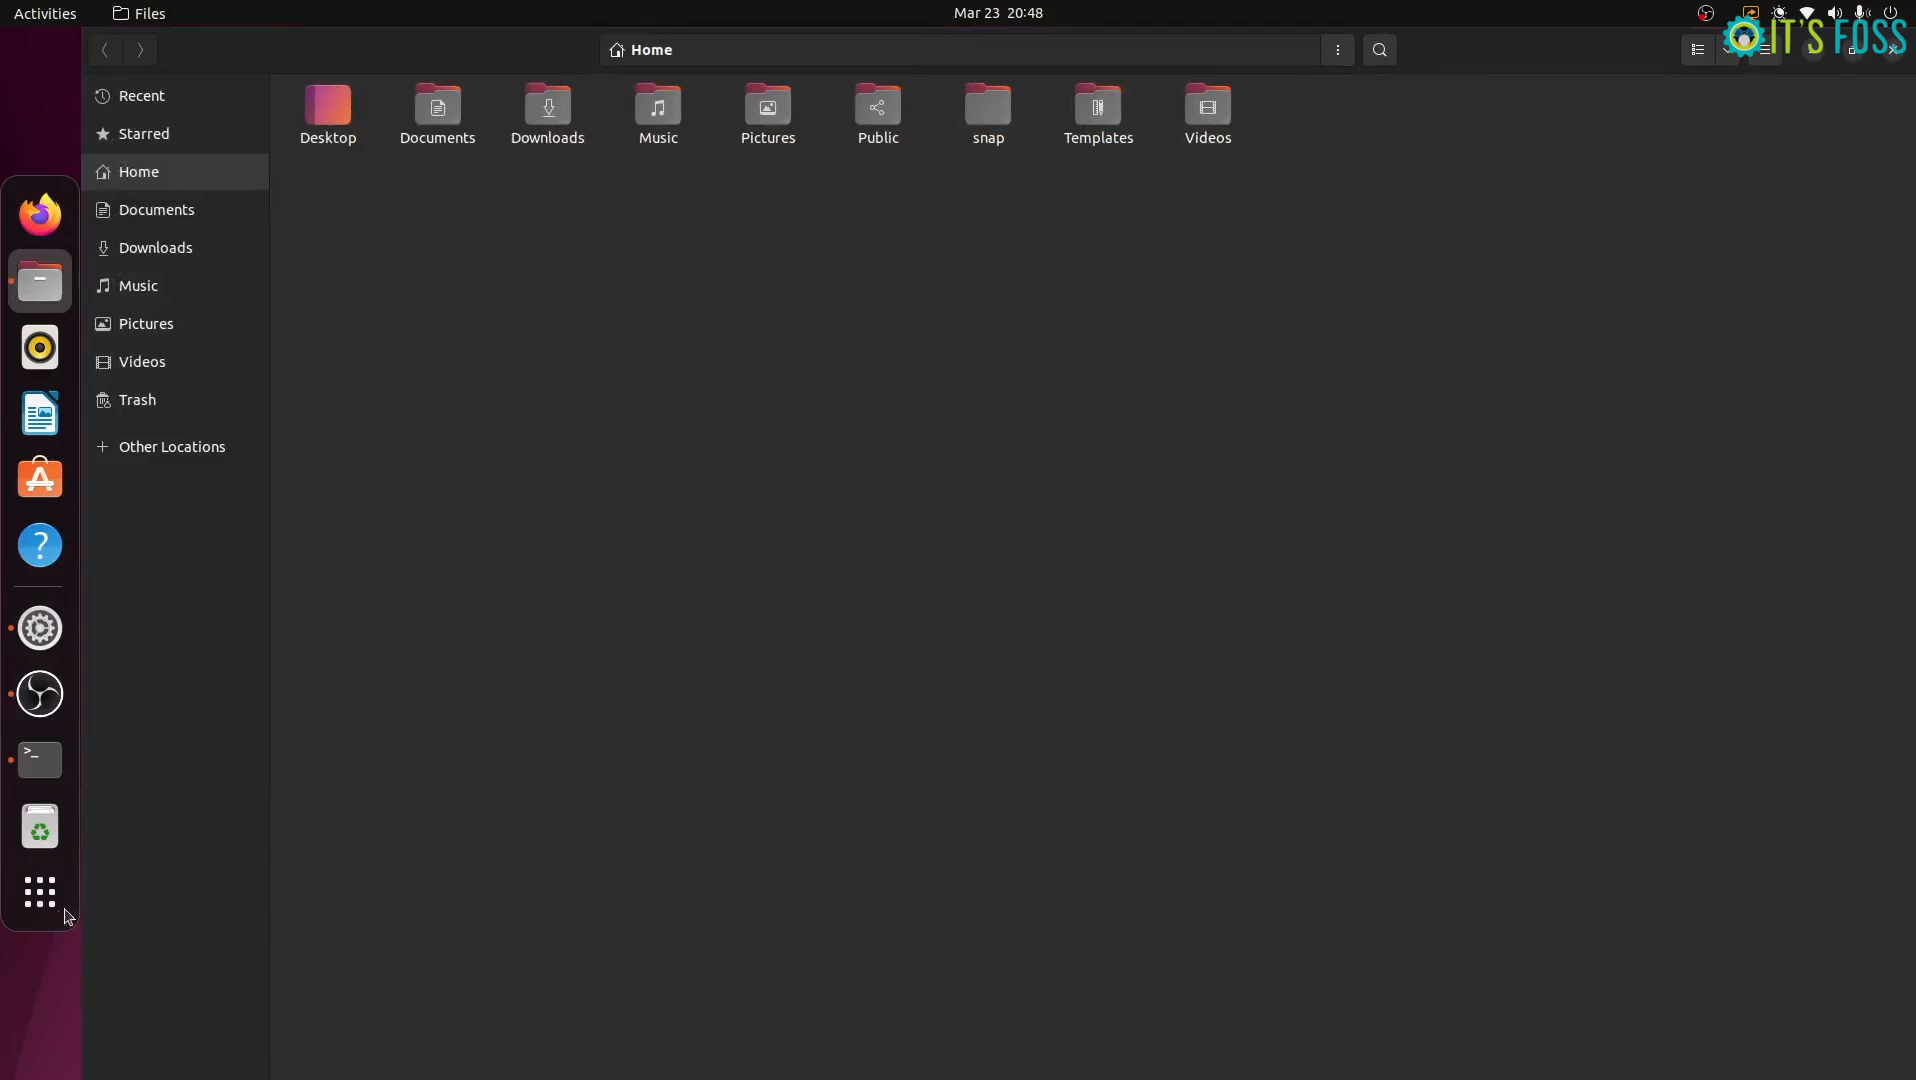 Activities
Files
Mar 23 20:48
IT'S FOSS
Home
Recent
Starred
Home
Documents
Downloads
Music
Pictures
Videos
Trash
Other Locations
Desktop
Documents
Downloads
Music
Pictures
Public
snap
Templates
Videos